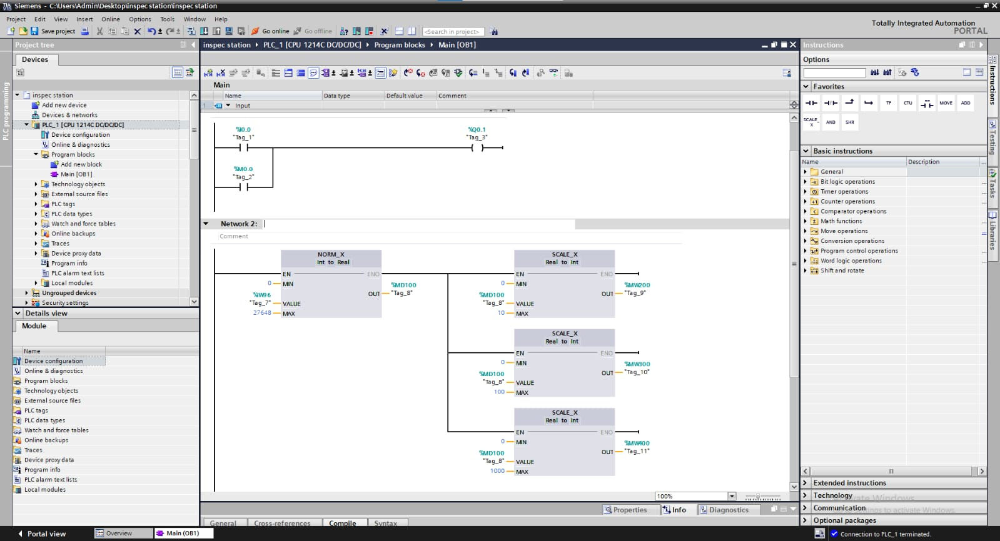 Siemens - C:\Users\Admin\Desktop\inspec station\inspec station
Project Edit View Insert Online Options Tools Window Help
Totally Integrated Automation
PORTAL
Save project
Go online
Go offline
<Search in project>
Project tree
inspec station PLC_1 [CPU 1214C DC/DC/DC] Program blocks Main [OB1]
Instructions
Devices
Options
PLC programming
inspec station
Add new device
Devices & networks
PLC_1 [CPU 1214C DC/DC/DC]
Device configuration
Online & diagnostics
Program blocks
Add new block
Main [OB1]
Technology objects
External source files
PLC tags
PLC data types
Watch and force tables
Online backups
Traces
Device proxy data
Program info
PLC alarm text lists
Local modules
Ungrouped devices
Security settings
Details view
Module
Name
Device configuration
Online & diagnostics
Program blocks
Technology objects
External source files
PLC tags
PLC data types
Watch and force tables
Online backups
Traces
Device proxy data
Program info
PLC alarm text lists
Local modules
Main
Name Data type Default value Comment
1 Input
%I0.0
"Tag_1"
%Q0.1
"Tag_3"
%M0.0
"Tag_2"
Network 2:
Comment
NORM_X
Int to Real
EN ENO
0 MIN
%IW96
"Tag_7" VALUE
27648 MAX
OUT
%MD100
"Tag_8"
SCALE_X
Real to Int
EN ENO
0 MIN
%MD100
"Tag_8" VALUE
10 MAX
OUT
%MW200
"Tag_9"
SCALE_X
Real to Int
EN ENO
0 MIN
%MD100
"Tag_8" VALUE
100 MAX
OUT
%MW300
"Tag_10"
SCALE_X
Real to Int
EN ENO
0 MIN
%MD100
"Tag_8" VALUE
1000 MAX
OUT
%MW400
"Tag_11"
100%
Properties Info Diagnostics
General Cross-references Compile Syntax
Favorites
TP CTU MOVE ADD
SCALE_X AND SHR
Basic instructions
Name Description ...
General
Bit logic operations
Timer operations
Counter operations
Comparator operations
Math functions
Move operations
Conversion operations
Program control operations
Word logic operations
Shift and rotate
Extended instructions
Technology
Communication
Optional packages
Activate Windows
Instructions
Testing
Tasks
Libraries
Portal view
Overview
Main (OB1)
Connection to PLC_1 terminated.